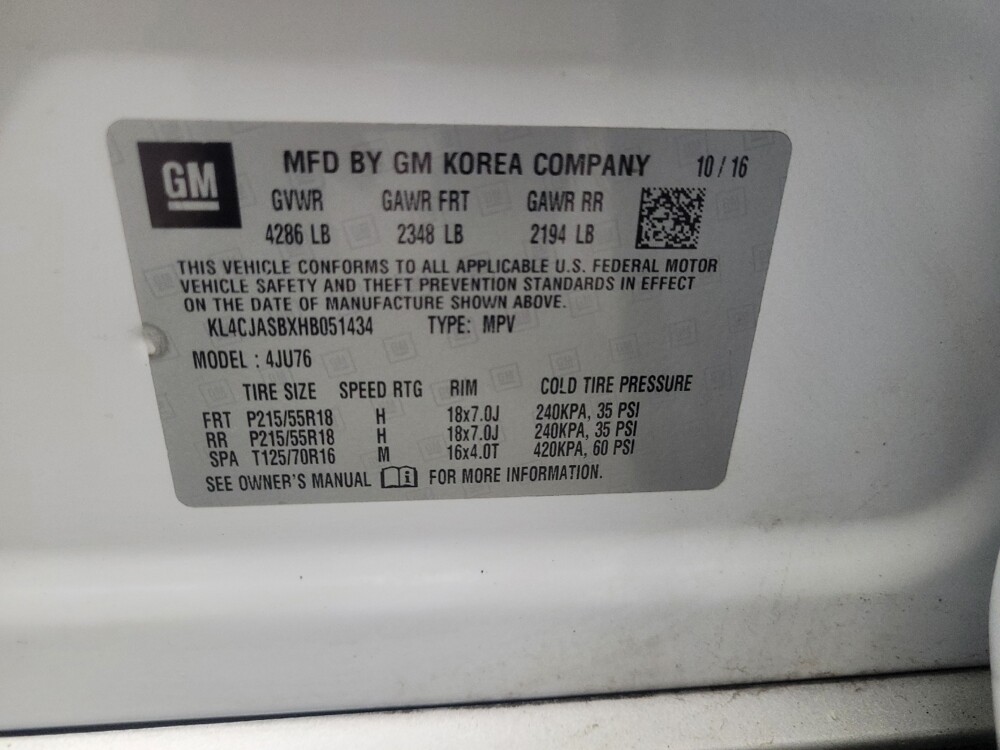 GM
MFD BY GM KOREA COMPANY 10 / 16
GVWR GAWR FRT GAWR RR
4286 LB 2348 LB 2194 LB
THIS VEHICLE CONFORMS TO ALL APPLICABLE U.S. FEDERAL MOTOR
VEHICLE SAFETY AND THEFT PREVENTION STANDARDS IN EFFECT
ON THE DATE OF MANUFACTURE SHOWN ABOVE.
KL4CJASBXHB051434 TYPE: MPV
MODEL : 4JU76
TIRE SIZE SPEED RTG RIM COLD TIRE PRESSURE
FRT P215/55R18 H 18x7.0J 240KPA, 35 PSI
RR P215/55R18 H 18x7.0J 240KPA, 35 PSI
SPA T125/70R16 M 16x4.0T 420KPA, 60 PSI
SEE OWNER'S MANUAL i FOR MORE INFORMATION.